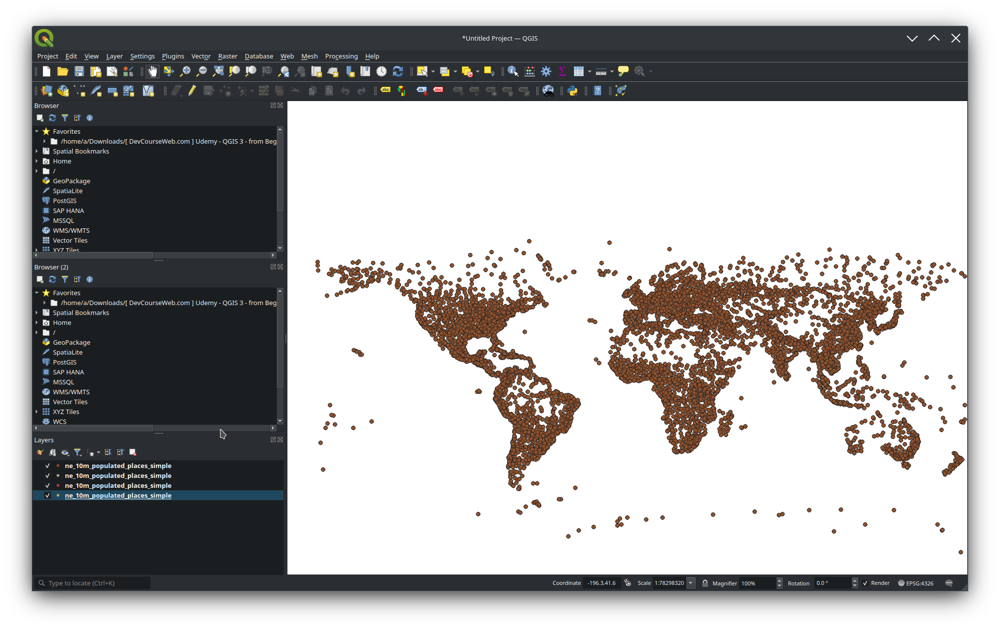 *Untitled Project — QGIS
Project Edit View Layer Settings Plugins Vector Raster Database Web Mesh Processing Help
abc abc abc
Browser
Favorites
/home/a/Downloads/[ DevCourseWeb.com ] Udemy - QGIS 3 - from Beg
Spatial Bookmarks
Home
/
GeoPackage
SpatiaLite
PostGIS
SAP HANA
MSSQL
WMS/WMTS
Vector Tiles
XYZ Tiles
Browser (2)
Favorites
/home/a/Downloads/[ DevCourseWeb.com ] Udemy - QGIS 3 - from Beg
Spatial Bookmarks
Home
/
GeoPackage
SpatiaLite
PostGIS
SAP HANA
MSSQL
WMS/WMTS
Vector Tiles
XYZ Tiles
WCS
Layers
ne_10m_populated_places_simple
ne_10m_populated_places_simple
ne_10m_populated_places_simple
ne_10m_populated_places_simple
Type to locate (Ctrl+K) Coordinate -196.3,41.6 Scale 1:78298320 Magnifier 100% Rotation 0.0 ° Render EPSG:4326